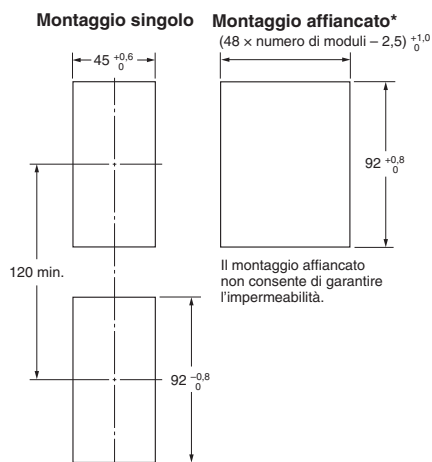 Montaggio singolo
45 +0,6 0
120 min.
92 –0,8 0
Montaggio affiancato*
(48 × numero di moduli – 2,5) +1,0 0
92 +0,8 0
Il montaggio affiancato
non consente di garantire
l'impermeabilità.